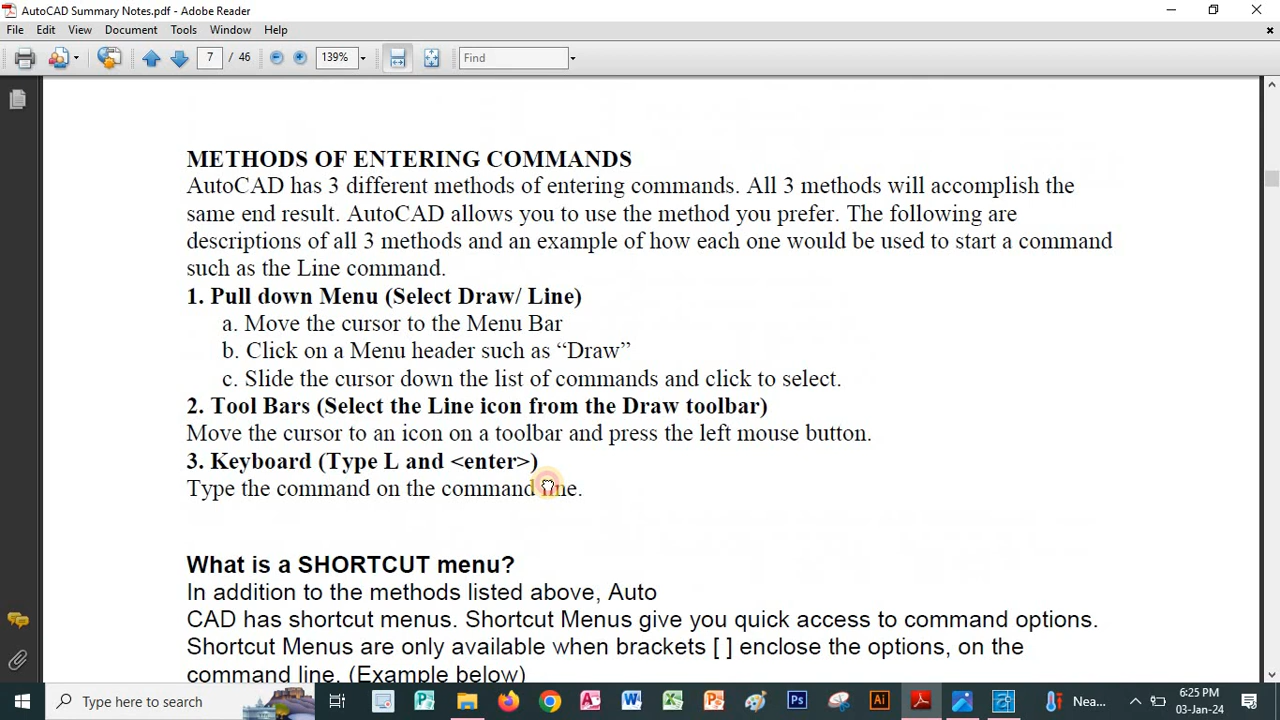 AutoCAD Summary Notes.pdf - Adobe Reader
File Edit View Document Tools Window Help
7 / 46 139% Find
METHODS OF ENTERING COMMANDS
AutoCAD has 3 different methods of entering commands. All 3 methods will accomplish the
same end result. AutoCAD allows you to use the method you prefer. The following are
descriptions of all 3 methods and an example of how each one would be used to start a command
such as the Line command.
1. Pull down Menu (Select Draw/ Line)
a. Move the cursor to the Menu Bar
b. Click on a Menu header such as “Draw”
c. Slide the cursor down the list of commands and click to select.
2. Tool Bars (Select the Line icon from the Draw toolbar)
Move the cursor to an icon on a toolbar and press the left mouse button.
3. Keyboard (Type L and <enter>)
Type the command on the command line.
What is a SHORTCUT menu?
In addition to the methods listed above, Auto
CAD has shortcut menus. Shortcut Menus give you quick access to command options.
Shortcut Menus are only available when brackets [ ] enclose the options, on the
command line. (Example below)
Type here to search
Nea...
6:25 PM
03-Jan-24